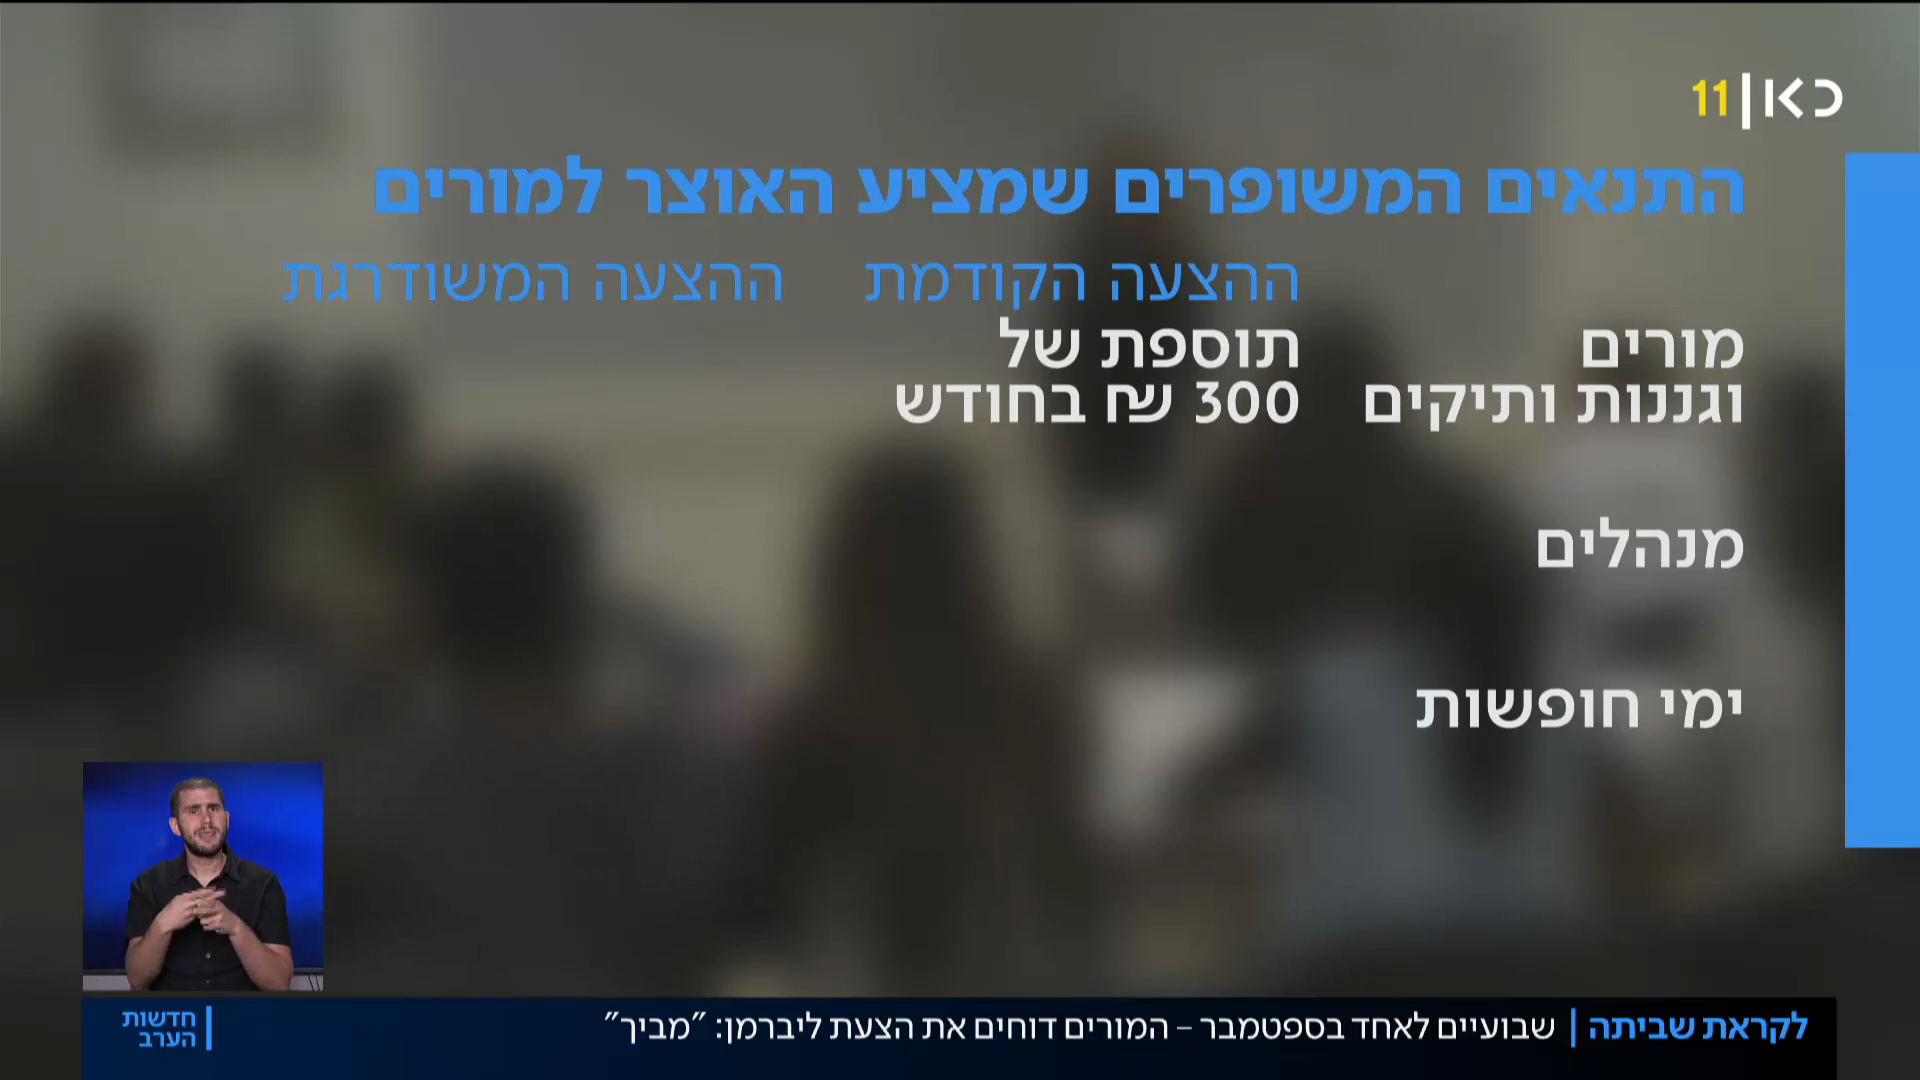 כאן|11
התנאים המשופרים שמציע האוצר למורים
ההצעה הקודמת ההצעה המשודרגת
מורים תוספת של
וגננות ותיקים 300 ₪ בחודש
מנהלים
ימי חופשות
לקראת שביתה | שבועיים לאחד בספטמבר – המורים דוחים את הצעת ליברמן: "מביך"
חדשות
הערב